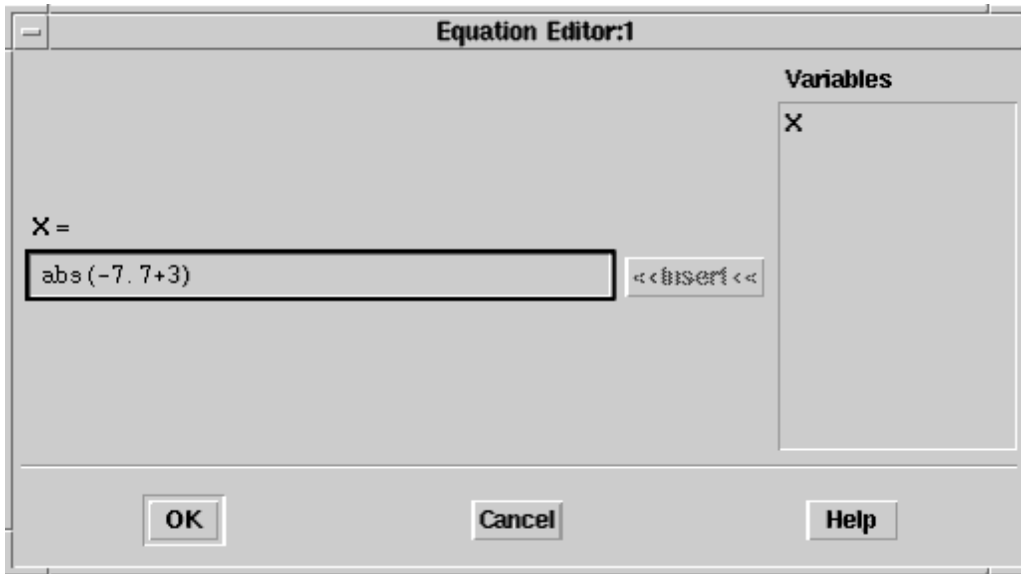 Equation Editor:1
Variables
X
X =
abs(-7.7+3)
<<Insert<<
OK
Cancel
Help